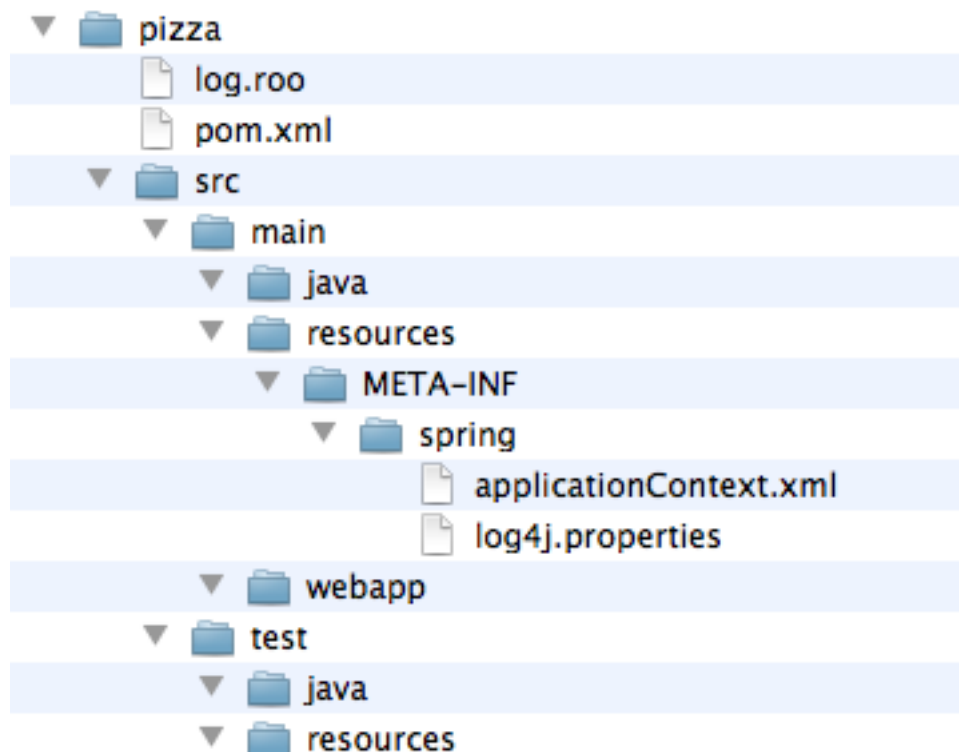 pizza
log.roo
pom.xml
src
main
java
resources
META-INF
spring
applicationContext.xml
log4j.properties
webapp
test
java
resources